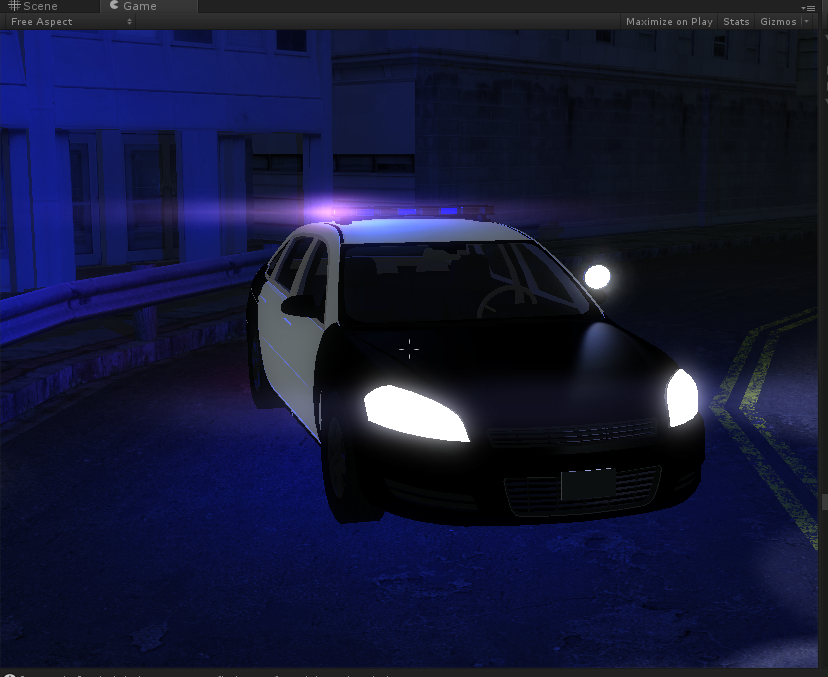 Scene
Game
Free Aspect
Maximize on Play
Stats
Gizmos